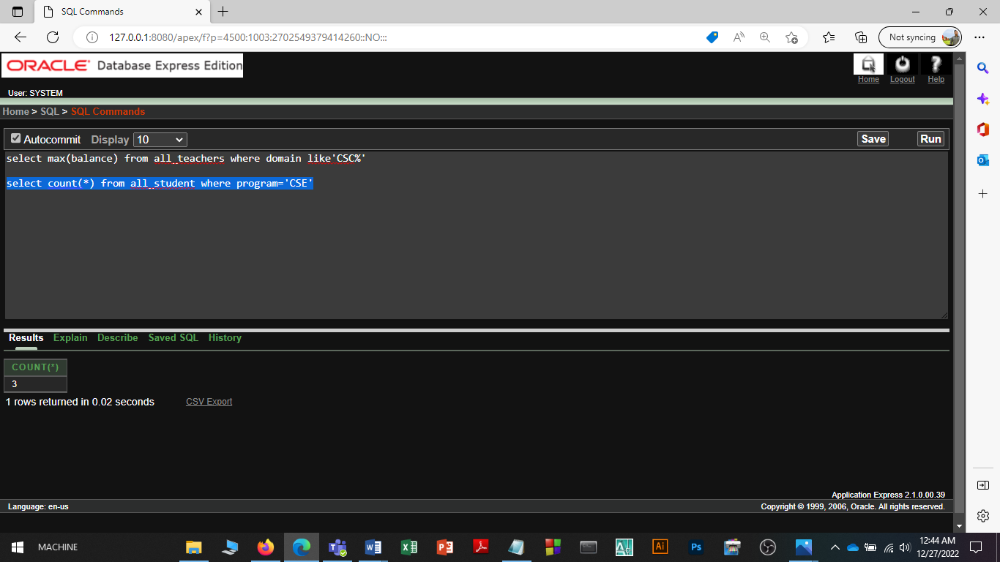 SQL Commands
127.0.0.1:8080/apex/f?p=4500:1003:2702549379414260::NO:::
Not syncing
ORACLE Database Express Edition
Home Logout Help
User: SYSTEM
Home > SQL > SQL Commands
Autocommit Display 10 Save Run
select max(balance) from all_teachers where domain like'CSC%'
select count(*) from all_student where program='CSE'
Results Explain Describe Saved SQL History
COUNT(*)
3
1 rows returned in 0.02 seconds CSV Export
Application Express 2.1.0.00.39
Language: en-us Copyright © 1999, 2006, Oracle. All rights reserved.
MACHINE
Ai
Ps
12:44 AM
12/27/2022